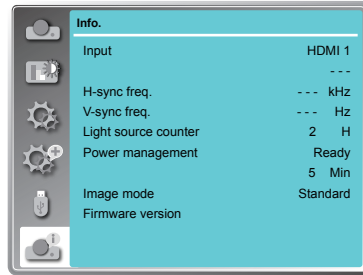 Info.
Input HDMI 1
- - -
H-sync freq. - - - kHz
V-sync freq. - - - Hz
Light source counter 2 H
Power management Ready
5 Min
Image mode Standard
Firmware version